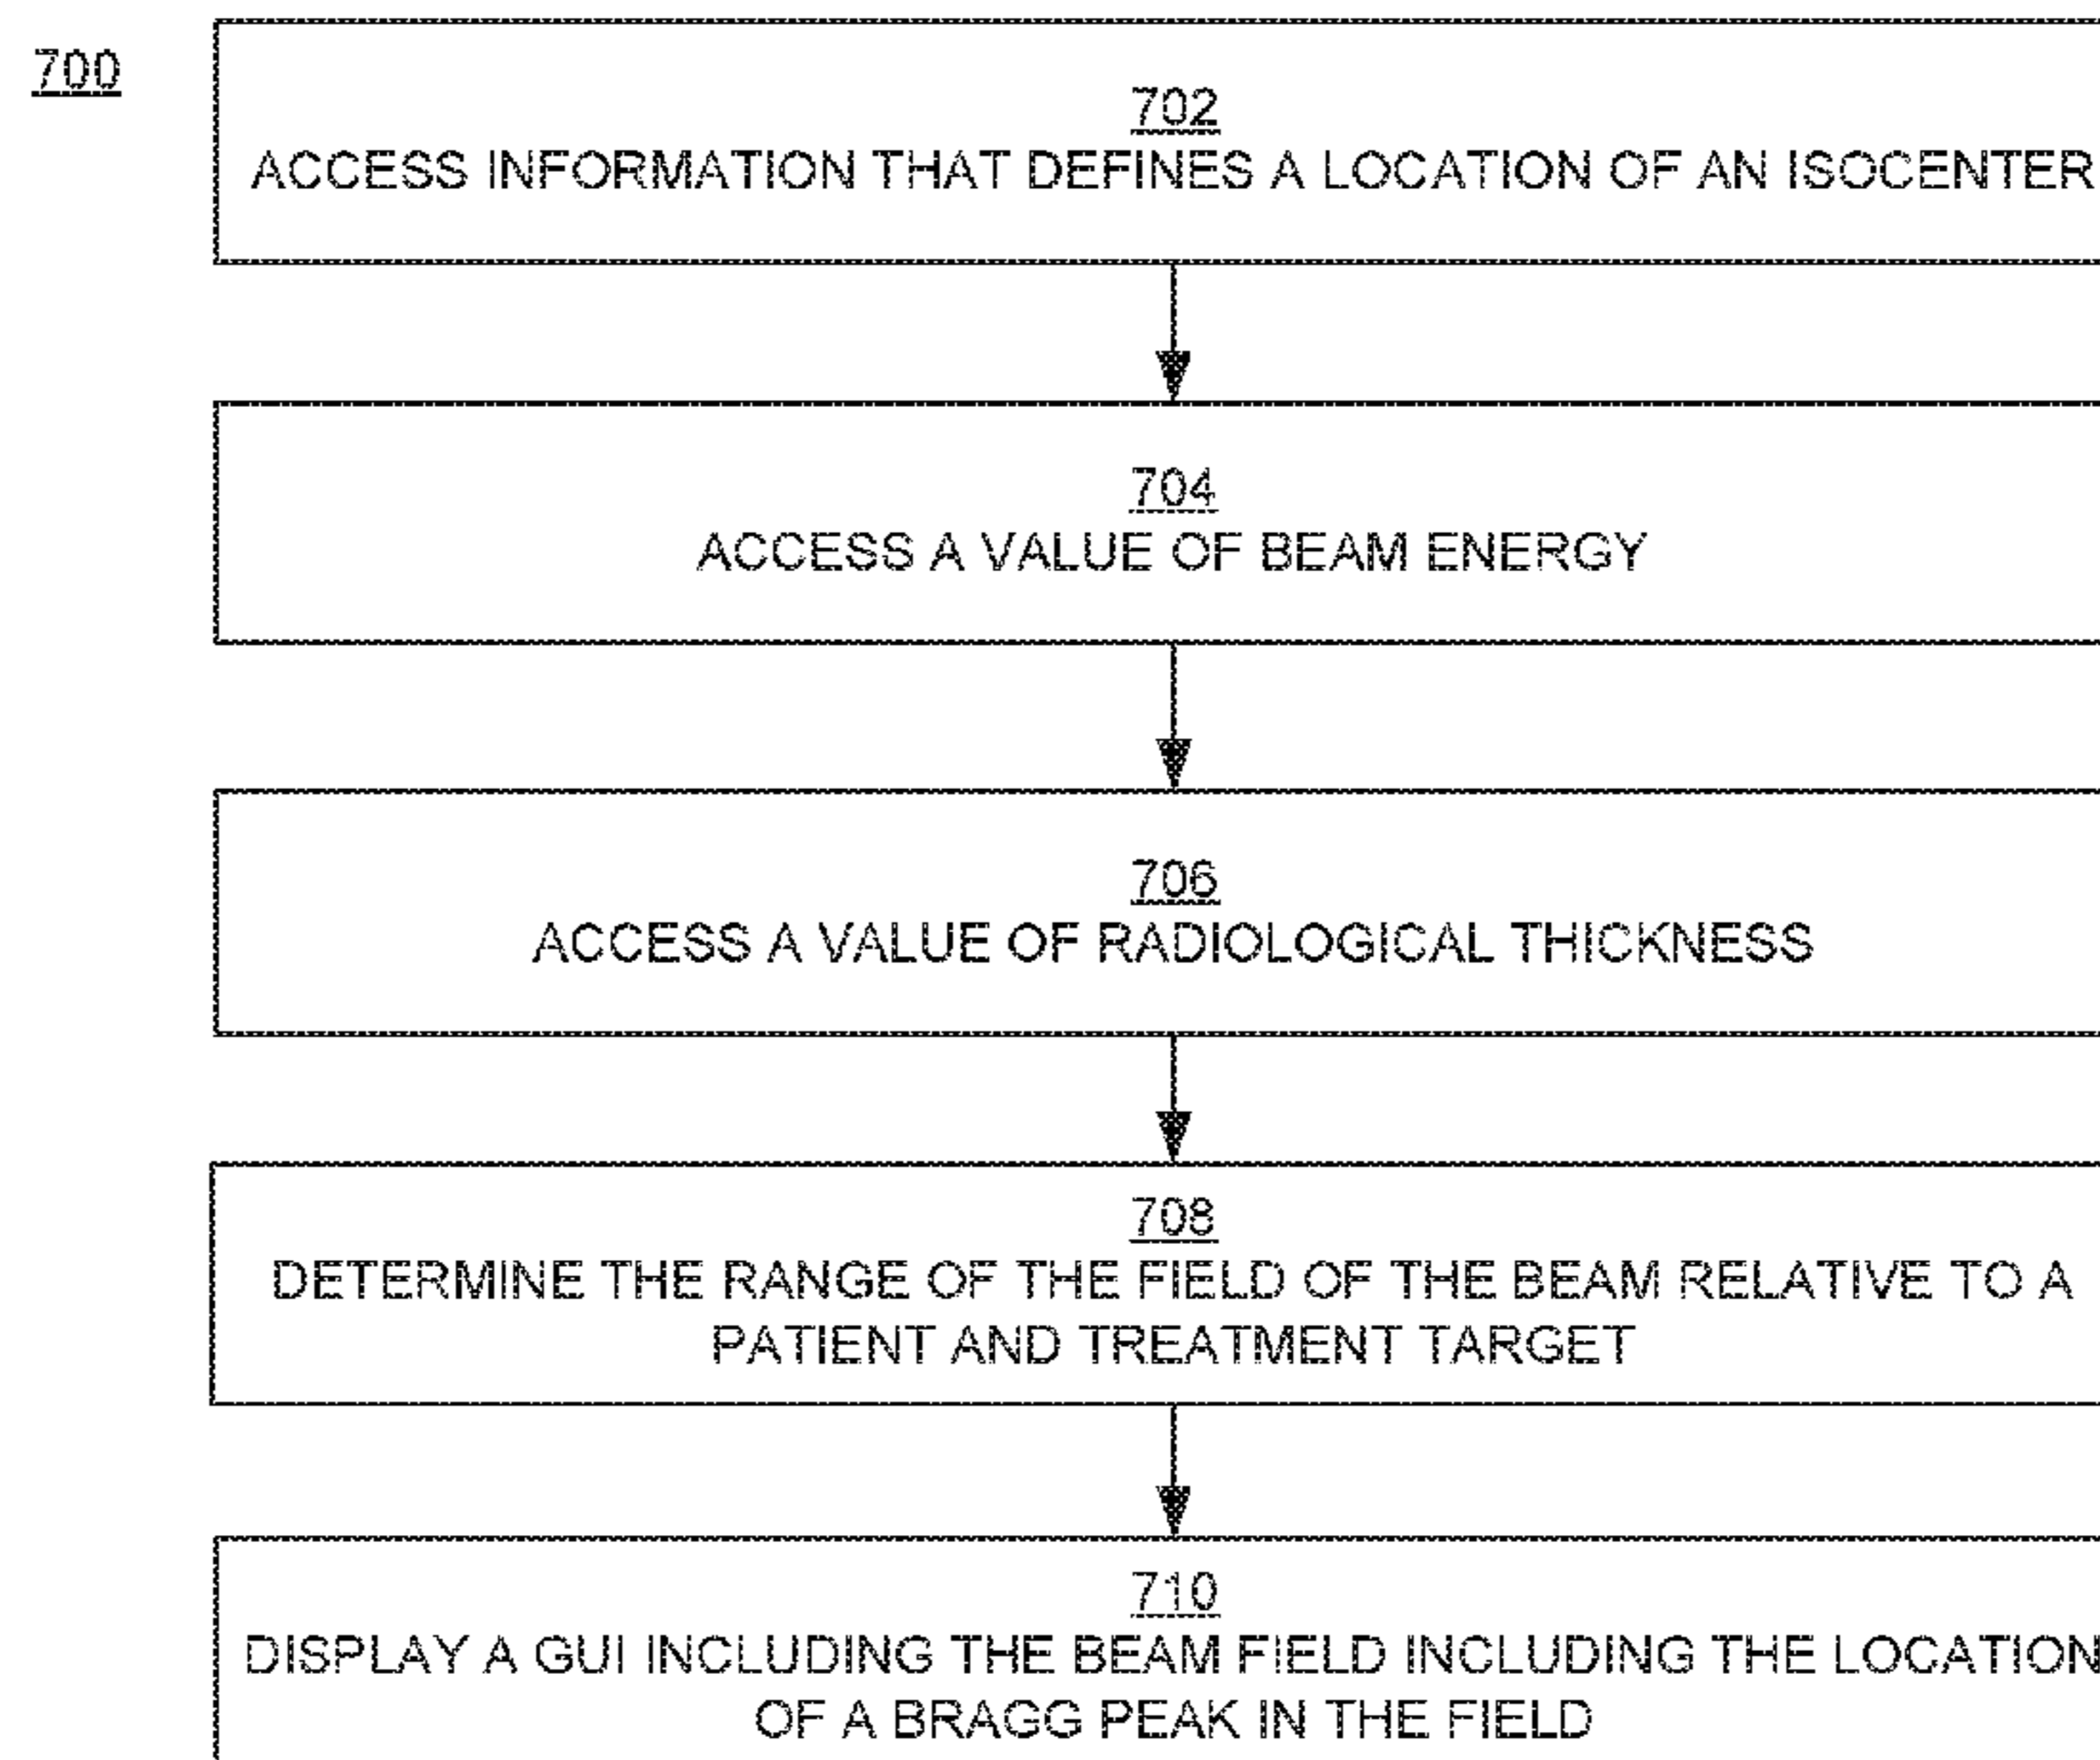 700
702
ACCESS INFORMATION THAT DEFINES A LOCATION OF AN ISOCENTER
704
ACCESS A VALUE OF BEAM ENERGY
706
ACCESS A VALUE OF RADIOLOGICAL THICKNESS
708
DETERMINE THE RANGE OF THE FIELD OF THE BEAM RELATIVE TO A
PATIENT AND TREATMENT TARGET
710
DISPLAY A GUI INCLUDING THE BEAM FIELD INCLUDING THE LOCATION
OF A BRAGG PEAK IN THE FIELD